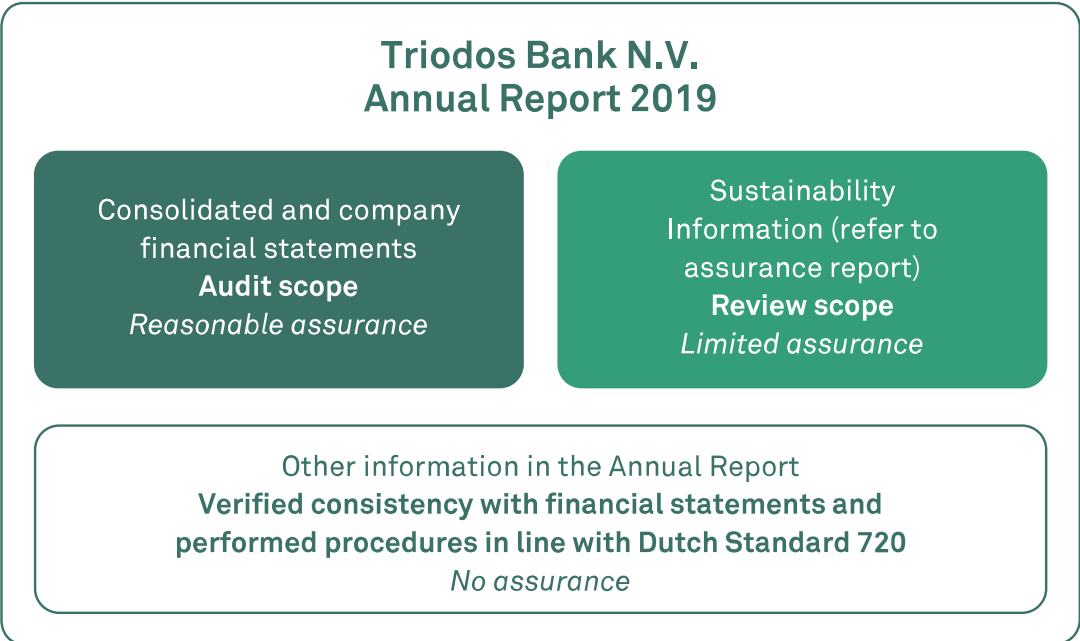 Triodos Bank N.V.
Annual Report 2019
Consolidated and company
financial statements
Audit scope
Reasonable assurance
Sustainability
Information (refer to
assurance report)
Review scope
Limited assurance
Other information in the Annual Report
Verified consistency with financial statements and
performed procedures in line with Dutch Standard 720
No assurance